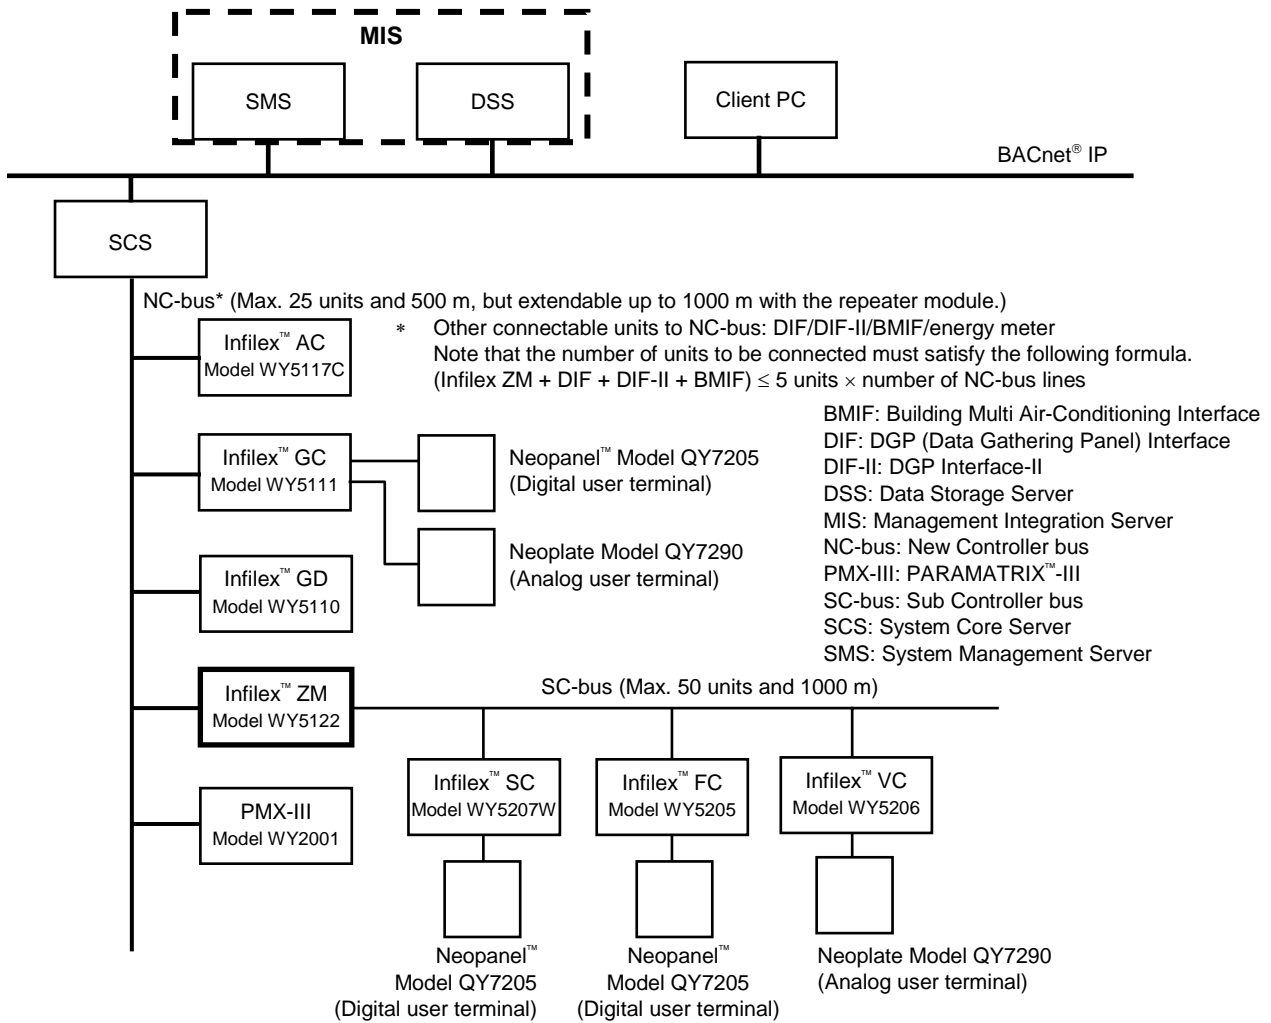 MIS
SMS
DSS
Client PC
BACnet® IP
SCS
NC-bus* (Max. 25 units and 500 m, but extendable up to 1000 m with the repeater module.)
* Other connectable units to NC-bus: DIF/DIF-II/BMIF/energy meter
Note that the number of units to be connected must satisfy the following formula.
(Infilex ZM + DIF + DIF-II + BMIF) ≤ 5 units × number of NC-bus lines
Infilex™ AC
Model WY5117C
BMIF: Building Multi Air-Conditioning Interface
DIF: DGP (Data Gathering Panel) Interface
DIF-II: DGP Interface-II
DSS: Data Storage Server
MIS: Management Integration Server
NC-bus: New Controller bus
PMX-III: PARAMATRIX™-III
SC-bus: Sub Controller bus
SCS: System Core Server
SMS: System Management Server
Infilex™ GC
Model WY5111
Neopanel™ Model QY7205
(Digital user terminal)
Neoplate Model QY7290
(Analog user terminal)
Infilex™ GD
Model WY5110
Infilex™ ZM
Model WY5122
SC-bus (Max. 50 units and 1000 m)
Infilex™ SC
Model WY5207W
Infilex™ FC
Model WY5205
Infilex™ VC
Model WY5206
PMX-III
Model WY2001
Neopanel™
Model QY7205
(Digital user terminal)
Neopanel™
Model QY7205
(Digital user terminal)
Neoplate Model QY7290
(Analog user terminal)